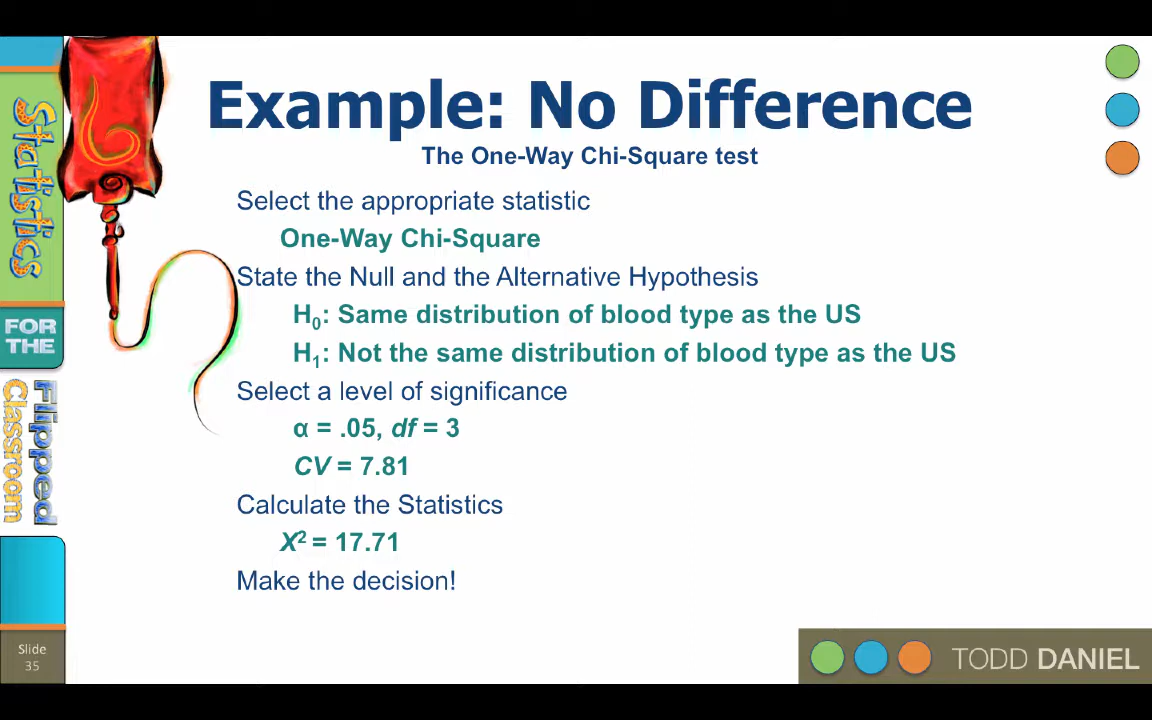 Example: No Difference
The One-Way Chi-Square test
Select the appropriate statistic
One-Way Chi-Square
State the Null and the Alternative Hypothesis
H₀: Same distribution of blood type as the US
H₁: Not the same distribution of blood type as the US
Select a level of significance
α = .05, df = 3
CV = 7.81
Calculate the Statistics
X² = 17.71
Make the decision!
Statistics
FOR
THE
Flipped
Classroom
Slide
35
TODD DANIEL